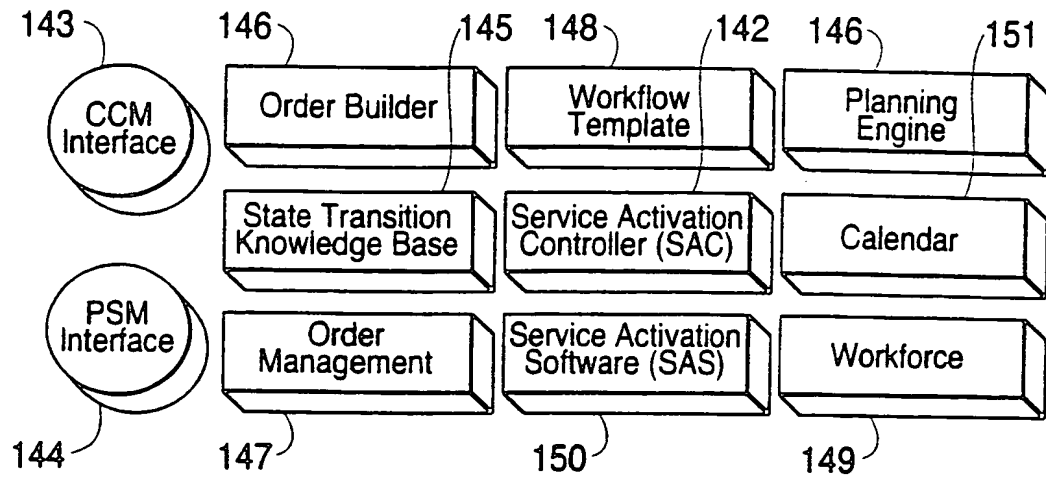 143
146
145
148
142
146
151
CCM
Interface
Order Builder
Workflow
Template
Planning
Engine
State Transition
Knowledge Base
Service Activation
Controller (SAC)
Calendar
PSM
Interface
Order
Management
Service Activation
Software (SAS)
Workforce
144
147
150
149